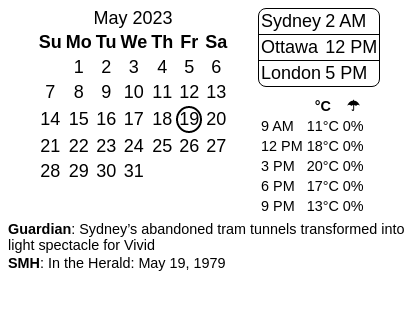 May 2023
Su Mo Tu We Th Fr Sa
1 2 3 4 5 6
7 8 9 10 11 12 13
14 15 16 17 18 19 20
21 22 23 24 25 26 27
28 29 30 31
Sydney 2 AM
Ottawa 12 PM
London 5 PM
°C ☂
9 AM 11°C 0%
12 PM 18°C 0%
3 PM 20°C 0%
6 PM 17°C 0%
9 PM 13°C 0%
Guardian: Sydney’s abandoned tram tunnels transformed into
light spectacle for Vivid
SMH: In the Herald: May 19, 1979